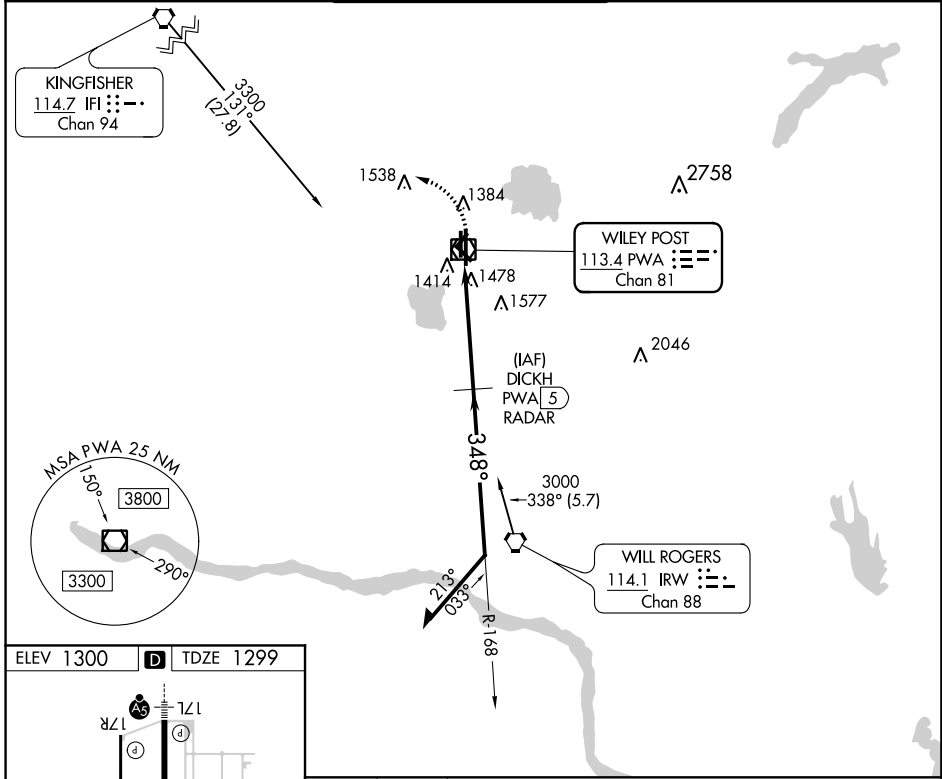 KINGFISHER
114.7 IFI
Chan 94
3300
131°
(27.8)
1538
1384
2758
WILEY POST
113.4 PWA
Chan 81
1414
1478
1577
2046
(IAF)
DICKH
PWA 5
RADAR
348°
MSA PWA 25 NM
150°
3800
290°
3300
3000
338° (5.7)
WILL ROGERS
114.1 IRW
Chan 88
213°
033°
R-168
ELEV 1300 D TDZE 1299
A5
17R
17L
P
P